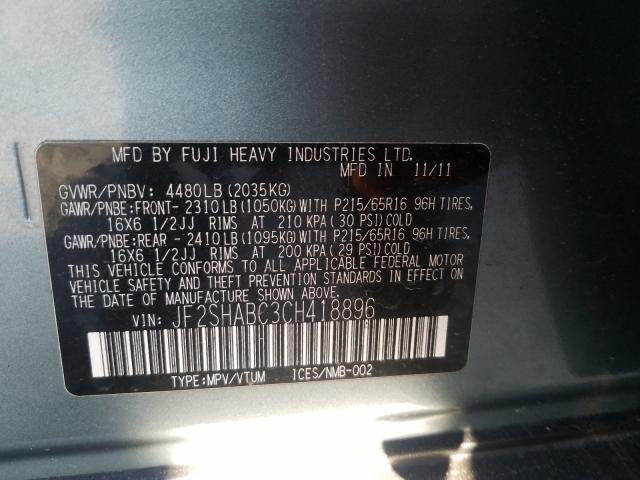 MFD BY FUJI HEAVY INDUSTRIES LTD.
MFD IN 11/11
GVWR/PNBV: 4480LB (2035KG)
GAWR/PNBE:FRONT- 2310LB (1050KG) WITH P215/65R16 96H TIRES,
16X6 1/2JJ RIMS AT 210 KPA (30 PSI) COLD
GAWR/PNBE:REAR - 2410LB (1095KG) WITH P215/65R16 96H TIRES,
16X6 1/2JJ RIMS AT 200 KPA (29 PSI) COLD
THIS VEHICLE CONFORMS TO ALL APPLICABLE FEDERAL MOTOR
VEHICLE SAFETY AND THEFT PREVENTION STANDARDS IN EFFECT ON
THE DATE OF MANUFACTURE SHOWN ABOVE.
VIN: JF2SHABC3CH418896
H
TYPE:MPV/VTUM ICES/NMB-002